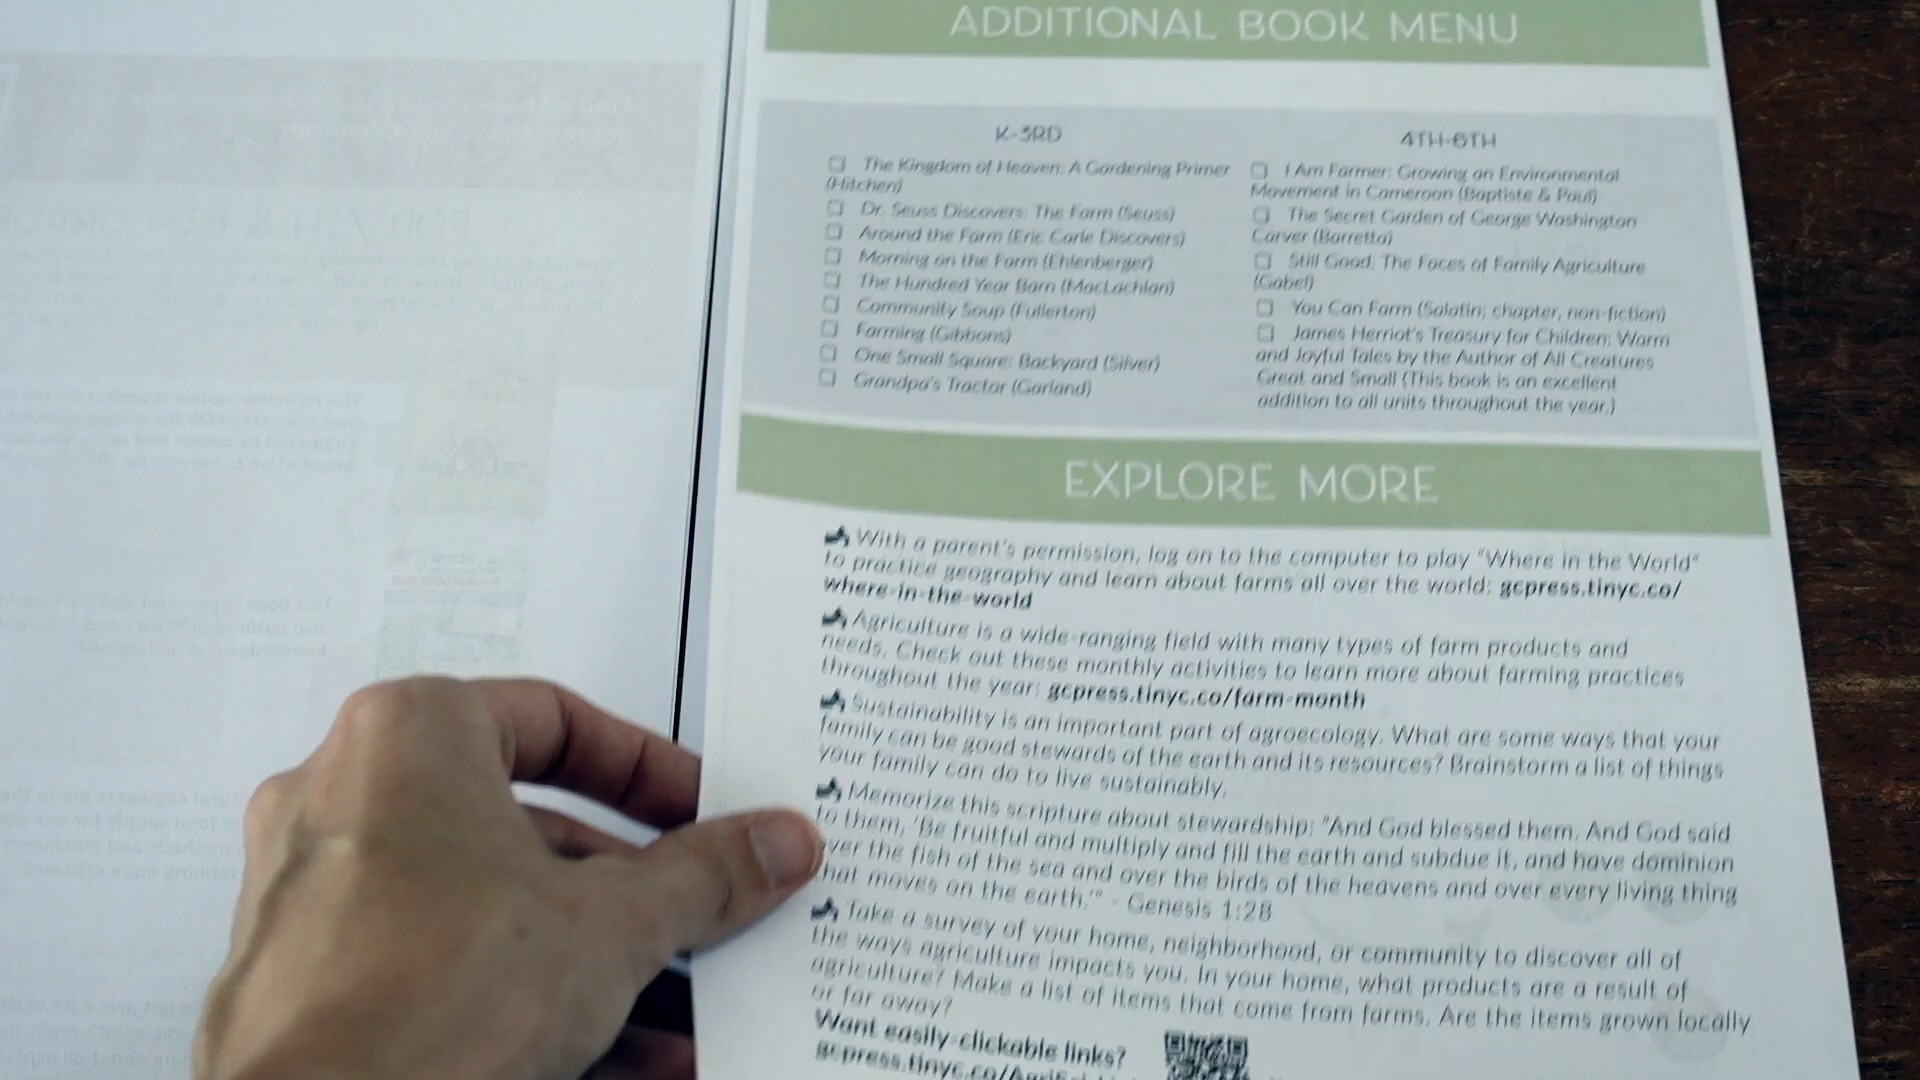 ADDITIONAL BOOK MENU
K-3RD
The Kingdom of Heaven: A Gardening Primer
(Hitchen)
Dr. Seuss Discovers: The Farm (Seuss)
Around the Farm (Eric Carle Discovers)
Morning on the Farm (Ehlenberger)
The Hundred Year Barn (MacLachlan)
Community Soup (Fullerton)
Farming (Gibbons)
One Small Square: Backyard (Silver)
Grandpa's Tractor (Garland)
4TH-6TH
I Am Farmer: Growing an Environmental
Movement in Cameroon (Baptiste & Paul)
The Secret Garden of George Washington
Carver (Barretta)
Still Good: The Faces of Family Agriculture
(Gabel)
You Can Farm (Salatin; chapter, non-fiction)
James Herriot's Treasury for Children: Warm
and Joyful Tales by the Author of All Creatures
Great and Small (This book is an excellent
addition to all units throughout the year.)
EXPLORE MORE
With a parent's permission, log on to the computer to play "Where in the World"
to practice geography and learn about farms all over the world: gcpress.tinyc.co/
where-in-the-world
Agriculture is a wide-ranging field with many types of farm products and
needs. Check out these monthly activities to learn more about farming practices
throughout the year: gcpress.tinyc.co/farm-month
Sustainability is an important part of agroecology. What are some ways that your
family can be good stewards of the earth and its resources? Brainstorm a list of things
your family can do to live sustainably.
Memorize this scripture about stewardship: "And God blessed them. And God said
to them, 'Be fruitful and multiply and fill the earth and subdue it, and have dominion
over the fish of the sea and over the birds of the heavens and over every living thing
that moves on the earth.'" - Genesis 1:28
Take a survey of your home, neighborhood, or community to discover all of
the ways agriculture impacts you. In your home, what products are a result of
agriculture? Make a list of items that come from farms. Are the items grown locally
or far away?
Want easily-clickable links?